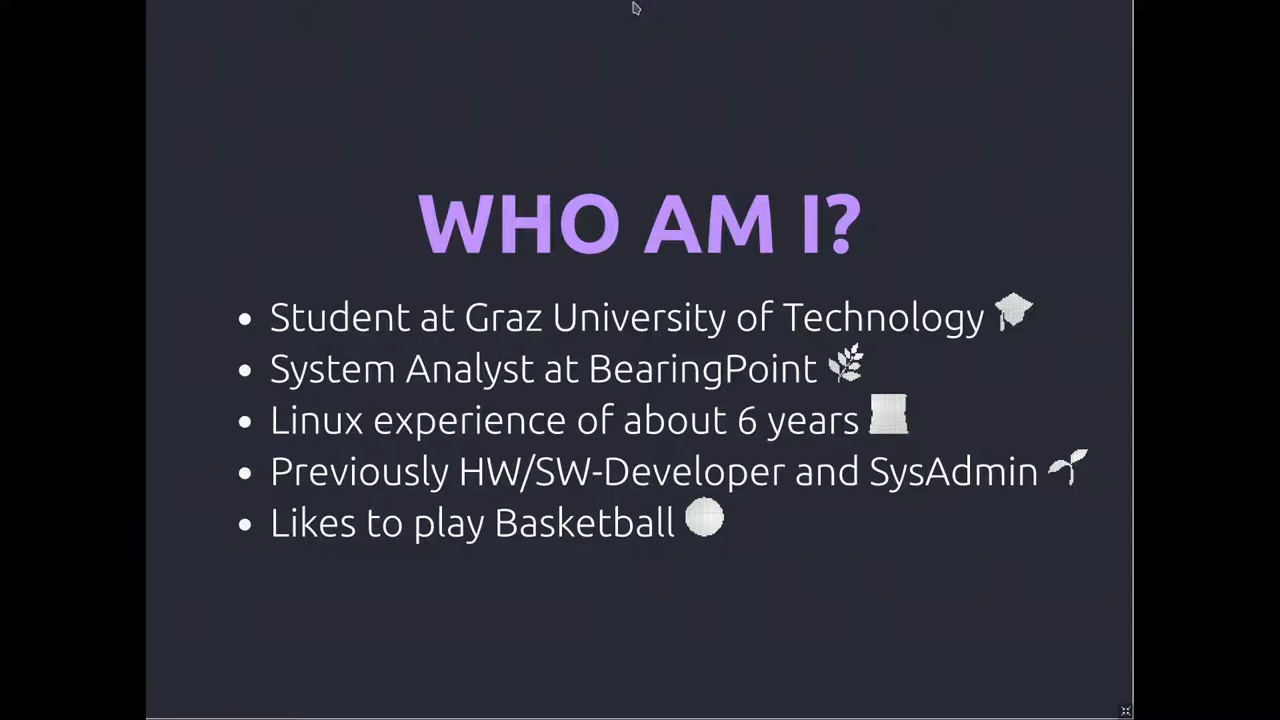 WHO AM I?
Student at Graz University of Technology
System Analyst at BearingPoint
Linux experience of about 6 years
Previously HW/SW-Developer and SysAdmin
Likes to play Basketball